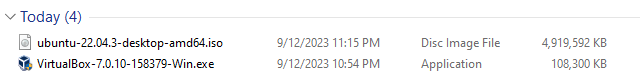 Today (4)
ubuntu-22.04.3-desktop-amd64.iso 9/12/2023 11:15 PM Disc Image File 4,919,592 KB
VirtualBox-7.0.10-158379-Win.exe 9/12/2023 10:54 PM Application 108,300 KB